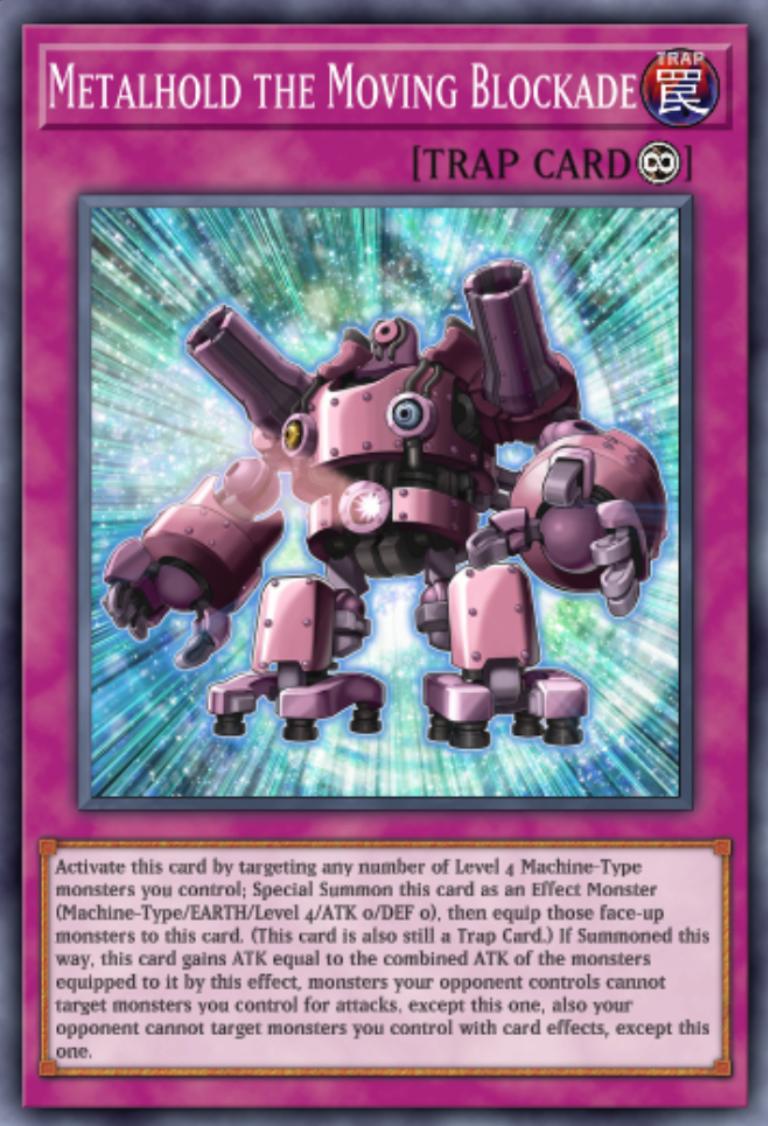 METALHOLD THE MOVING BLOCKADE
TRAP
罠
[TRAP CARD ∞]
Activate this card by targeting any number of Level 4 Machine-Type
monsters you control; Special Summon this card as an Effect Monster
(Machine-Type/EARTH/Level 4/ATK 0/DEF 0), then equip those face-up
monsters to this card. (This card is also still a Trap Card.) If Summoned this
way, this card gains ATK equal to the combined ATK of the monsters
equipped to it by this effect, monsters your opponent controls cannot
target monsters you control for attacks, except this one, also your
opponent cannot target monsters you control with card effects, except this
one.